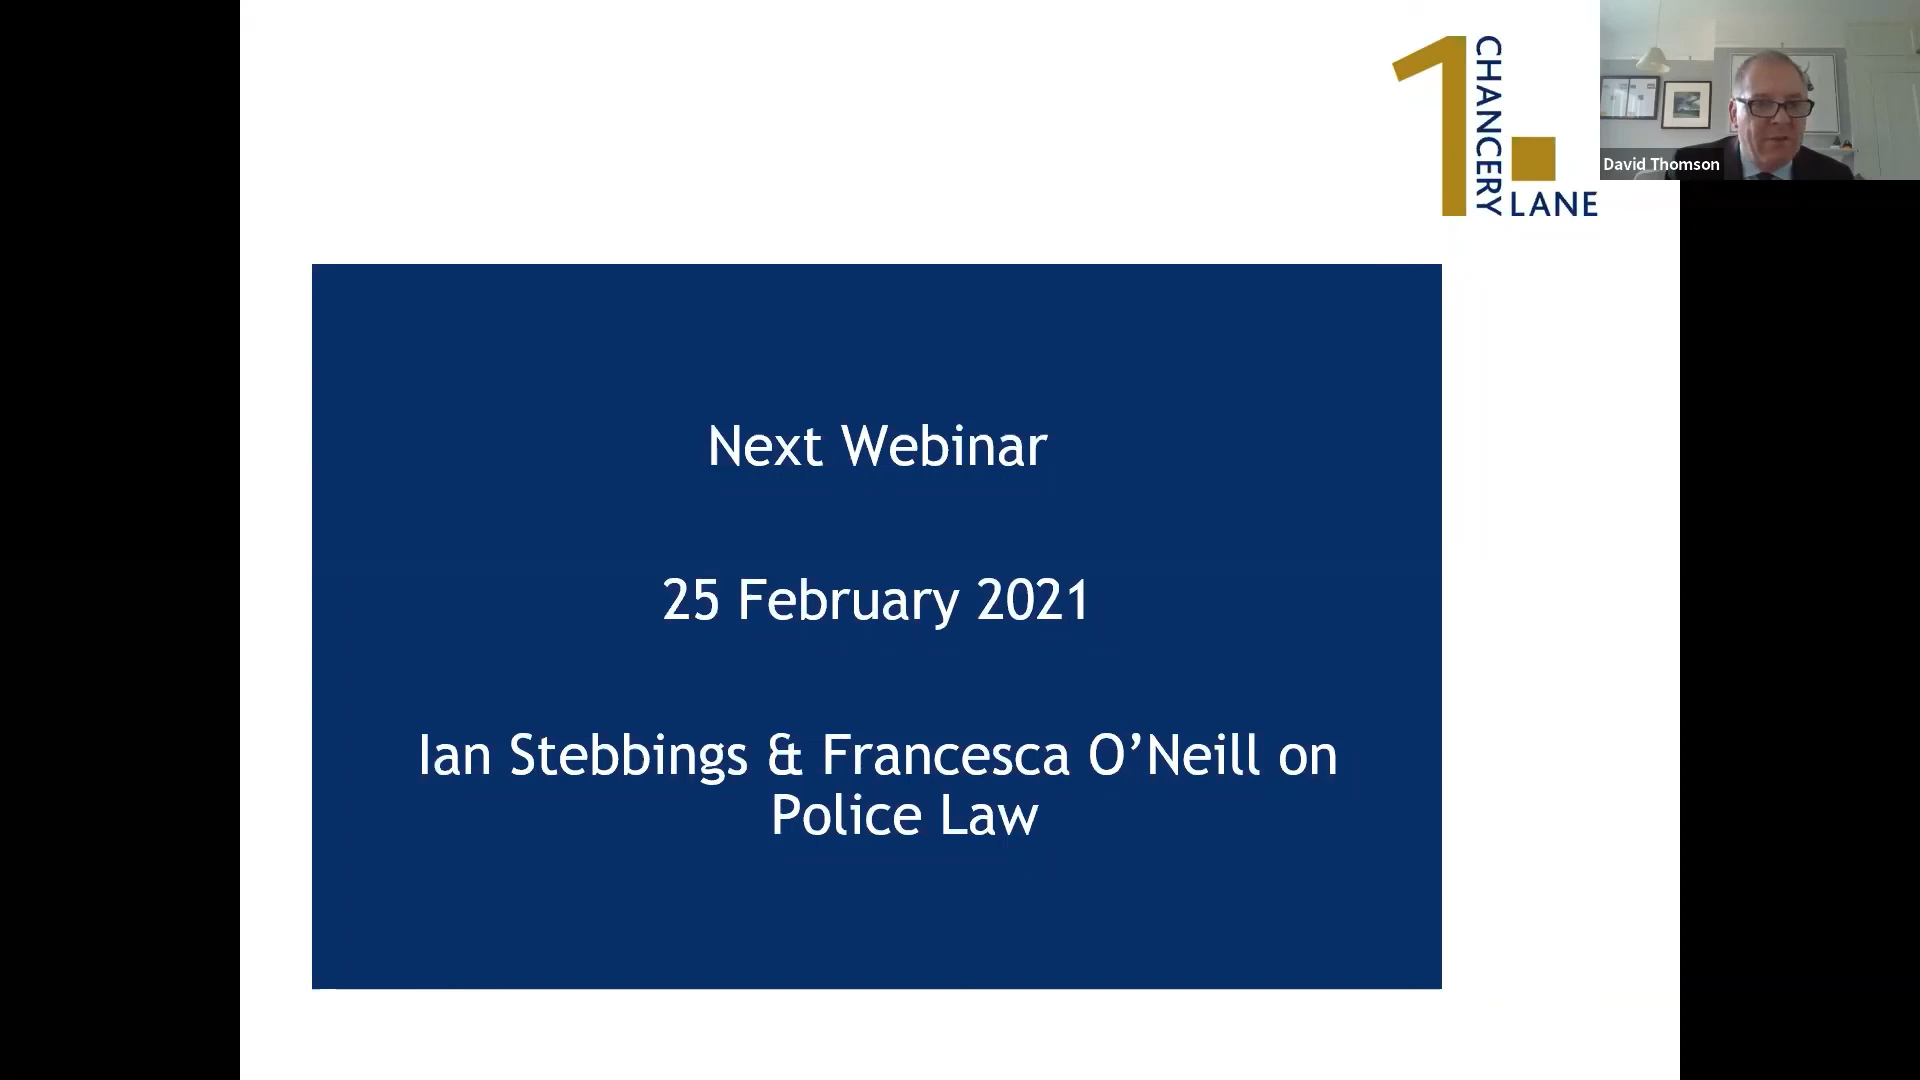 1 CHANCERY LANE
David Thomson
Next Webinar
25 February 2021
Ian Stebbings & Francesca O’Neill on
Police Law